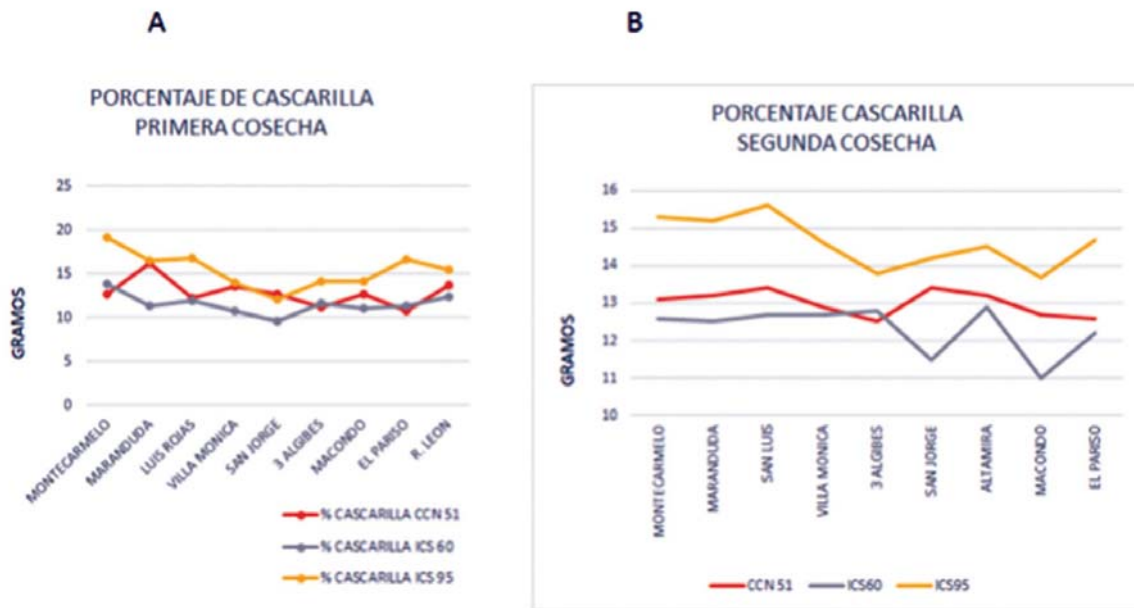 A
PORCENTAJE DE CASCARILLA
PRIMERA COSECHA
25
20
15
10
5
0
GRAMOS
MONTECARMELO
MARANDUDA
LUIS ROJAS
VILLA MONICA
SAN JORGE
3 ALGIBES
MACONDO
EL PARISO
R. LEON
% CASCARILLA CCN 51
% CASCARILLA ICS 60
% CASCARILLA ICS 95
B
PORCENTAJE CASCARILLA
SEGUNDA COSECHA
16
15
14
13
12
11
10
GRAMOS
MONTECARMELO
MARANDUDA
SAN LUIS
VILLA MONICA
3 ALGIBES
SAN JORGE
ALTAMIRA
MACONDO
EL PARISO
CCN 51
ICS60
ICS95